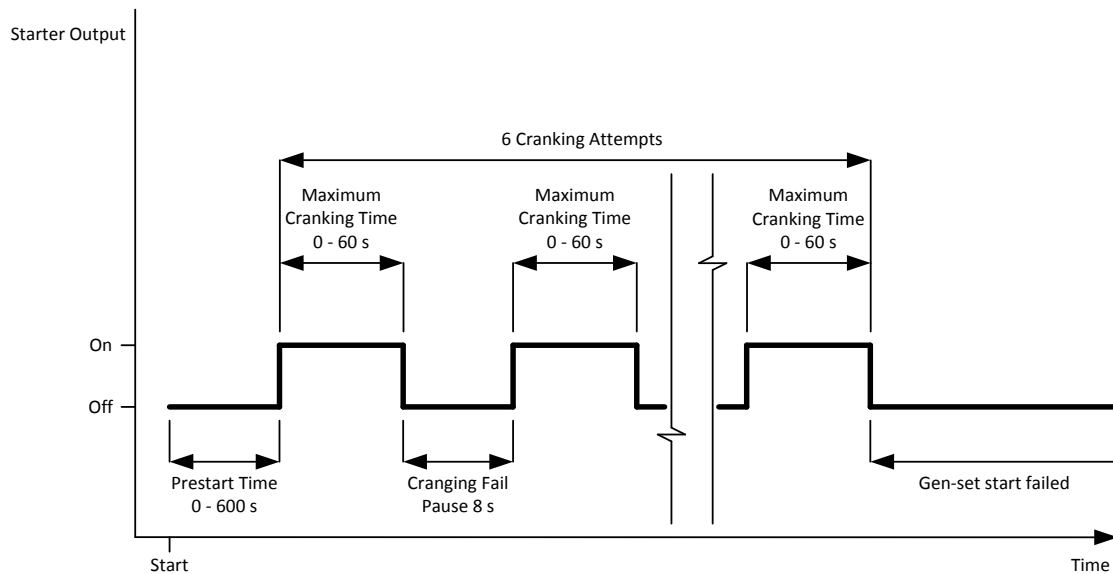 Starter Output
6 Cranking Attempts
Maximum
Cranking Time
0 - 60 s
Maximum
Cranking Time
0 - 60 s
Maximum
Cranking Time
0 - 60 s
On
Off
Prestart Time
0 - 600 s
Cranging Fail
Pause 8 s
Gen-set start failed
Start
Time